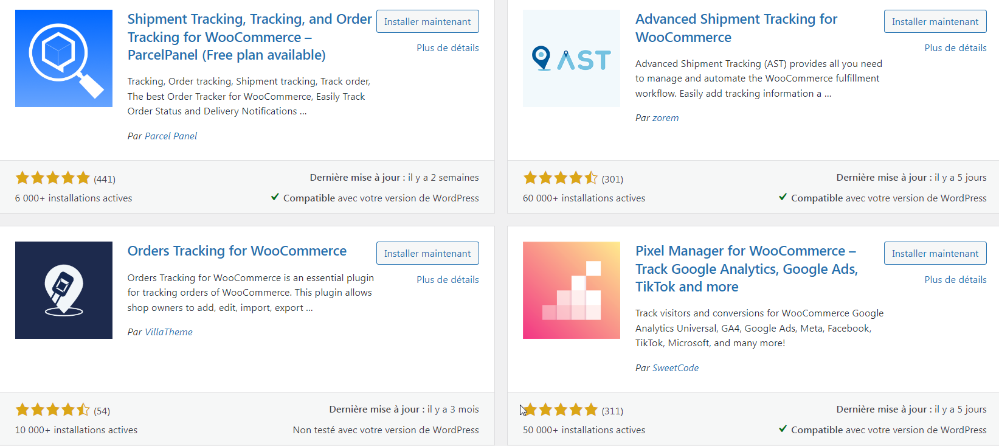 Shipment Tracking, Tracking, and Order
Tracking for WooCommerce –
ParcelPanel (Free plan available)
Installer maintenant
Plus de détails
Tracking, Order tracking, Shipment tracking, Track order,
The best Order Tracker for WooCommerce, Easily Track
Order Status and Delivery Notifications ...
Par Parcel Panel
(441)
Dernière mise à jour : il y a 2 semaines
6 000+ installations actives
Compatible avec votre version de WordPress
AST
Advanced Shipment Tracking for
WooCommerce
Installer maintenant
Plus de détails
Advanced Shipment Tracking (AST) provides all you need
to manage and automate the WooCommerce fulfillment
workflow. Easily add tracking information a ...
Par zorem
(301)
Dernière mise à jour : il y a 5 jours
60 000+ installations actives
Compatible avec votre version de WordPress
Orders Tracking for WooCommerce
Installer maintenant
Plus de détails
Orders Tracking for WooCommerce is an essential plugin
for tracking orders of WooCommerce. This plugin allows
shop owners to add, edit, import, export ...
Par VillaTheme
(54)
Dernière mise à jour : il y a 3 mois
10 000+ installations actives
Non testé avec votre version de WordPress
Pixel Manager for WooCommerce –
Track Google Analytics, Google Ads,
TikTok and more
Installer maintenant
Plus de détails
Track visitors and conversions for WooCommerce Google
Analytics Universal, GA4, Google Ads, Meta, Facebook,
TikTok, Microsoft, and many more!
Par SweetCode
(311)
Dernière mise à jour : il y a 5 jours
50 000+ installations actives
Compatible avec votre version de WordPress